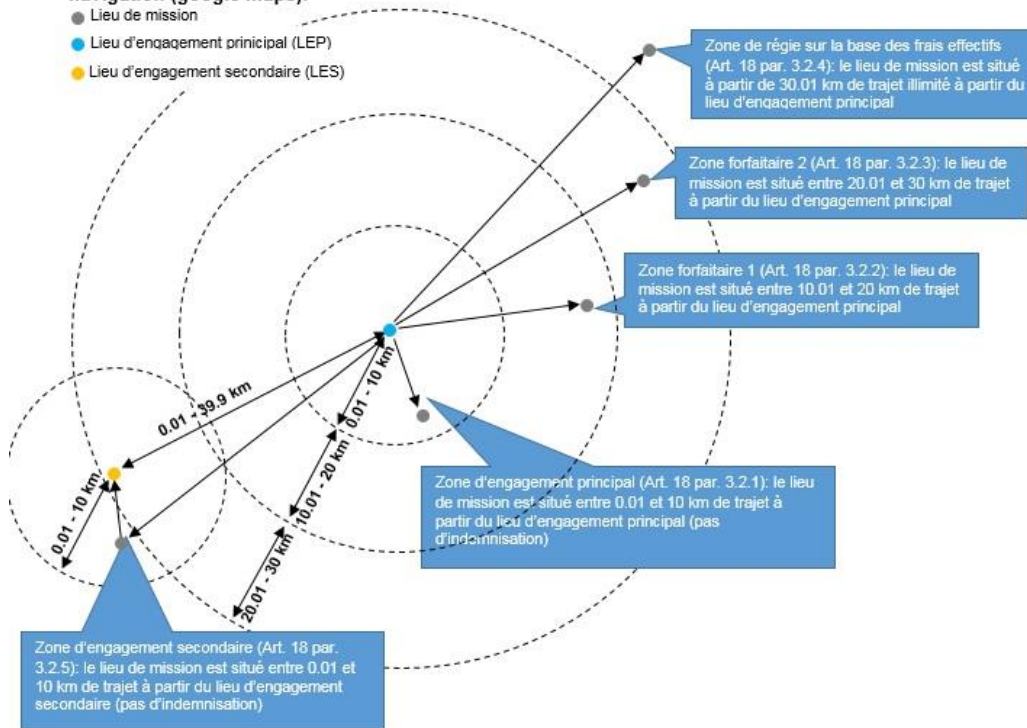 navigation (google maps):
Lieu de mission
Lieu d'engagement prinicipal (LEP)
Lieu d'engagement secondaire (LES)
Zone de régie sur la base des frais effectifs
(Art. 18 par. 3.2.4): le lieu de mission est situé
à partir de 30.01 km de trajet illimité à partir du
lieu d'engagement principal
Zone forfaitaire 2 (Art. 18 par. 3.2.3): le lieu de
mission est situé entre 20.01 et 30 km de trajet
à partir du lieu d'engagement principal
Zone forfaitaire 1 (Art. 18 par. 3.2.2): le lieu de
mission est situé entre 10.01 et 20 km de trajet
à partir du lieu d'engagement principal
0.01 - 39.9 km
0.01 - 10 km
10.01 - 20 km
20.01 - 30 km
0.01 - 10 km
Zone d'engagement principal (Art. 18 par. 3.2.1): le lieu
de mission est situé entre 0.01 et 10 km de trajet à
partir du lieu d'engagement principal (pas
d'indemnisation)
Zone d'engagement secondaire (Art. 18 par.
3.2.5): le lieu de mission est situé entre 0.01 et
10 km de trajet à partir du lieu d'engagement
secondaire (pas d'indemnisation)